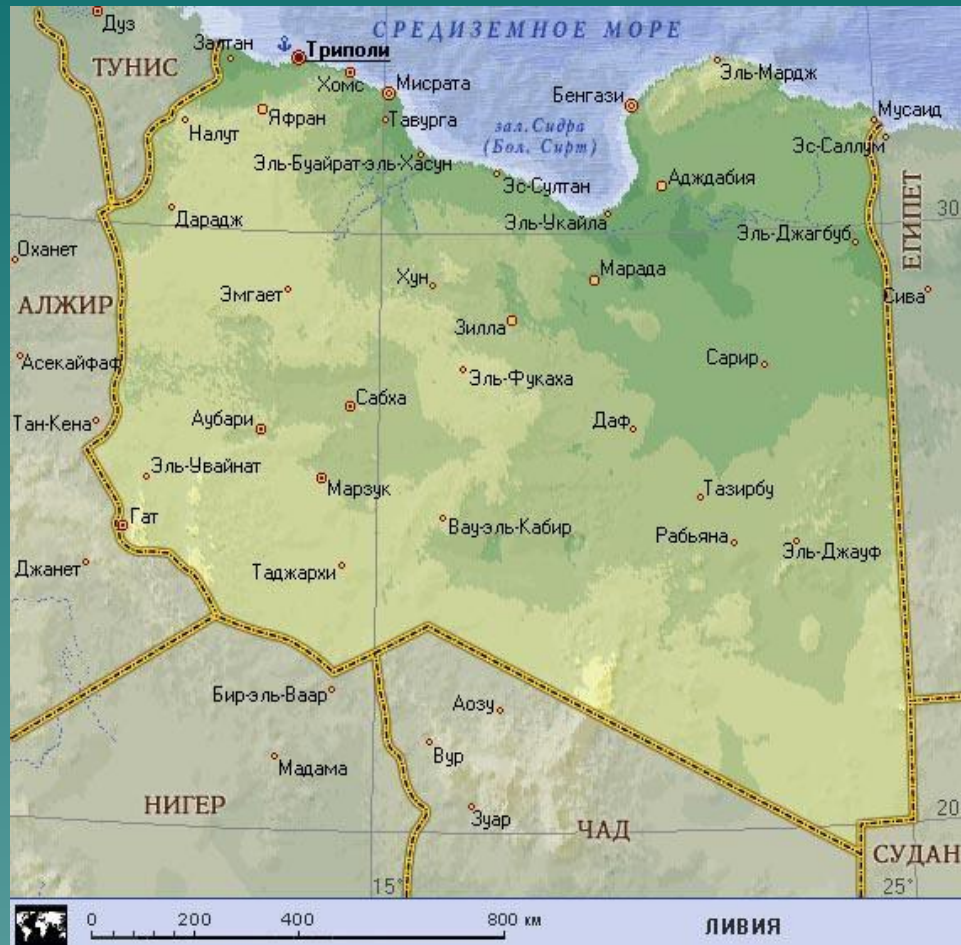 Дуз
СРЕДИЗЕМНОЕ МОРЕ
Залтан
Триполи
ТУНИС
Хомс
Эль-Мардж
Мисрата
Бенгази
Яфран
Налут
Тавурга
Мусаид
зал. Сидра
(Бол. Сирт)
Эс-Саллум
Эль-Буайрат-эль-Хасун
Эс-Султан
Адждабия
ЕГИПЕТ
Дарадж
Эль-Укайла
30
Эль-Джагбуб
Оханет
Хун
Марада
Эмгает
Сива
АЛЖИР
Зилла
Асекайфаф
Сарир
Эль-Фукаха
Сабха
Тан-Кена
Аубари
Даф
Эль-Увайнат
Марзук
Тазирбу
Гат
Вау-эль-Кабир
Рабьяна
Эль-Джауф
Джанет
Таджархи
Бир-эль-Ваар
Аозу
Вур
Мадама
НИГЕР
Зуар
ЧАД
20
СУДАН
15°
25°
0 200 400 800 км
ЛИВИЯ